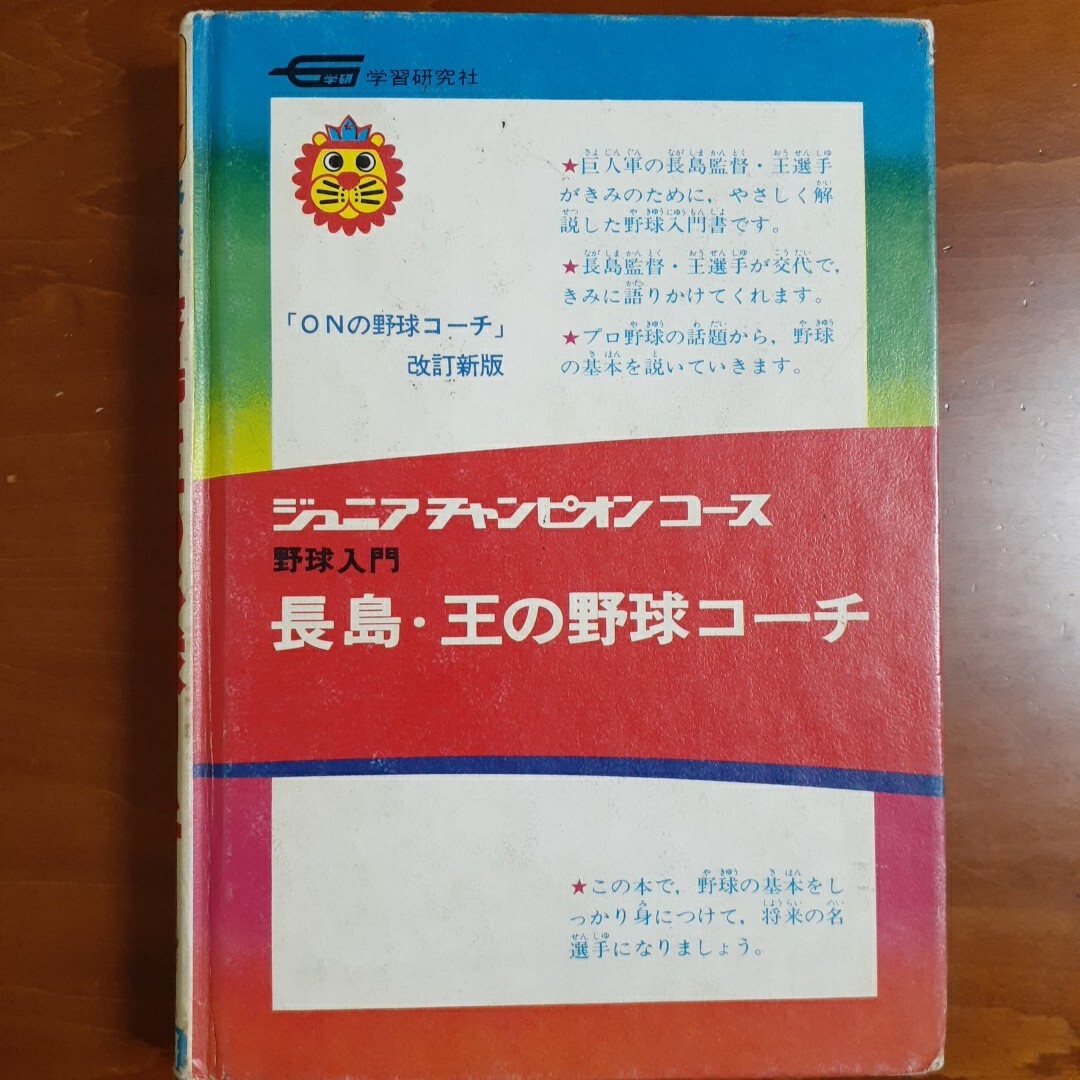 学研 学習研究社
★巨人軍の長島監督・王選手
がきみのために，やさしく解
説した野球入門書です。
★長島監督・王選手が交代で，
きみに語りかけてくれます。
★プロ野球の話題から，野球
の基本を説いていきます。
「ONの野球コーチ」
改訂新版
ジュニアチャンピオンコース
野球入門
長島・王の野球コーチ
★この本で，野球の基本をし
っかり身につけて，将来の名
選手になりましょう。